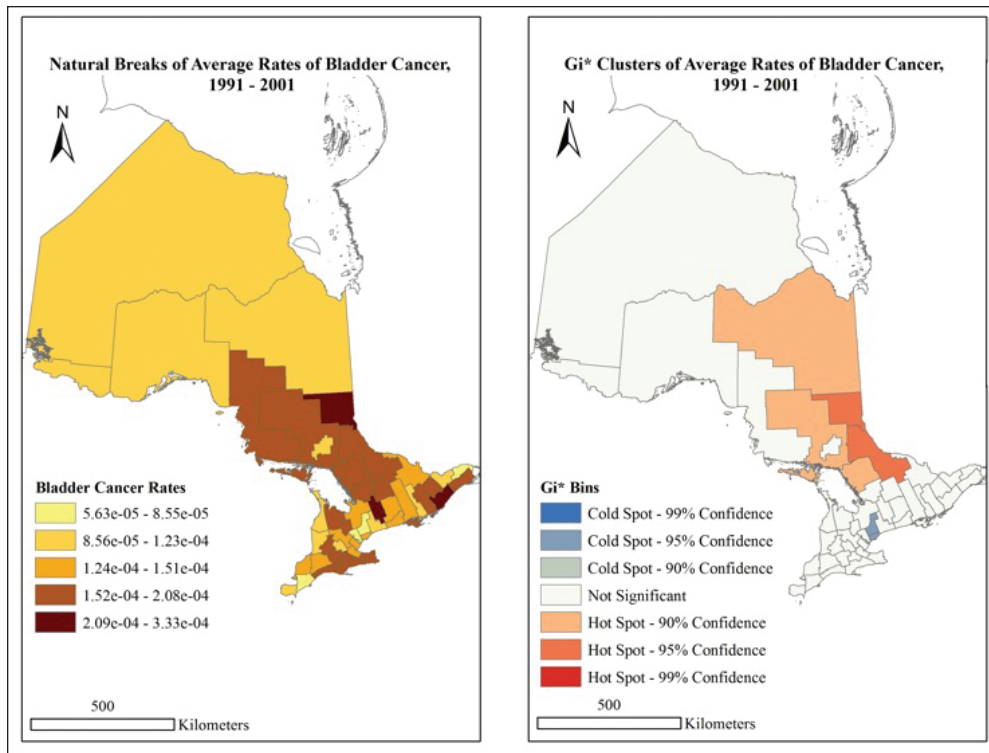 Natural Breaks of Average Rates of Bladder Cancer,
1991 - 2001
N
Bladder Cancer Rates
5.63e-05 - 8.55e-05
8.56e-05 - 1.23e-04
1.24e-04 - 1.51e-04
1.52e-04 - 2.08e-04
2.09e-04 - 3.33e-04
500
Kilometers
Gi* Clusters of Average Rates of Bladder Cancer,
1991 - 2001
N
Gi* Bins
Cold Spot - 99% Confidence
Cold Spot - 95% Confidence
Cold Spot - 90% Confidence
Not Significant
Hot Spot - 90% Confidence
Hot Spot - 95% Confidence
Hot Spot - 99% Confidence
500
Kilometers